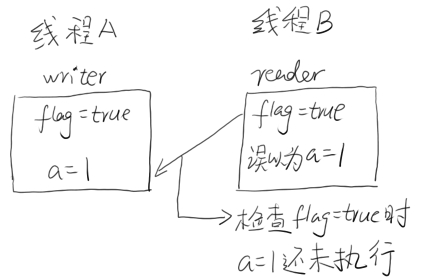 线程A
writer
flag=true
a=1
线程B
reader
flag=true
误以为a=1
检查flag=true时
a=1还未执行